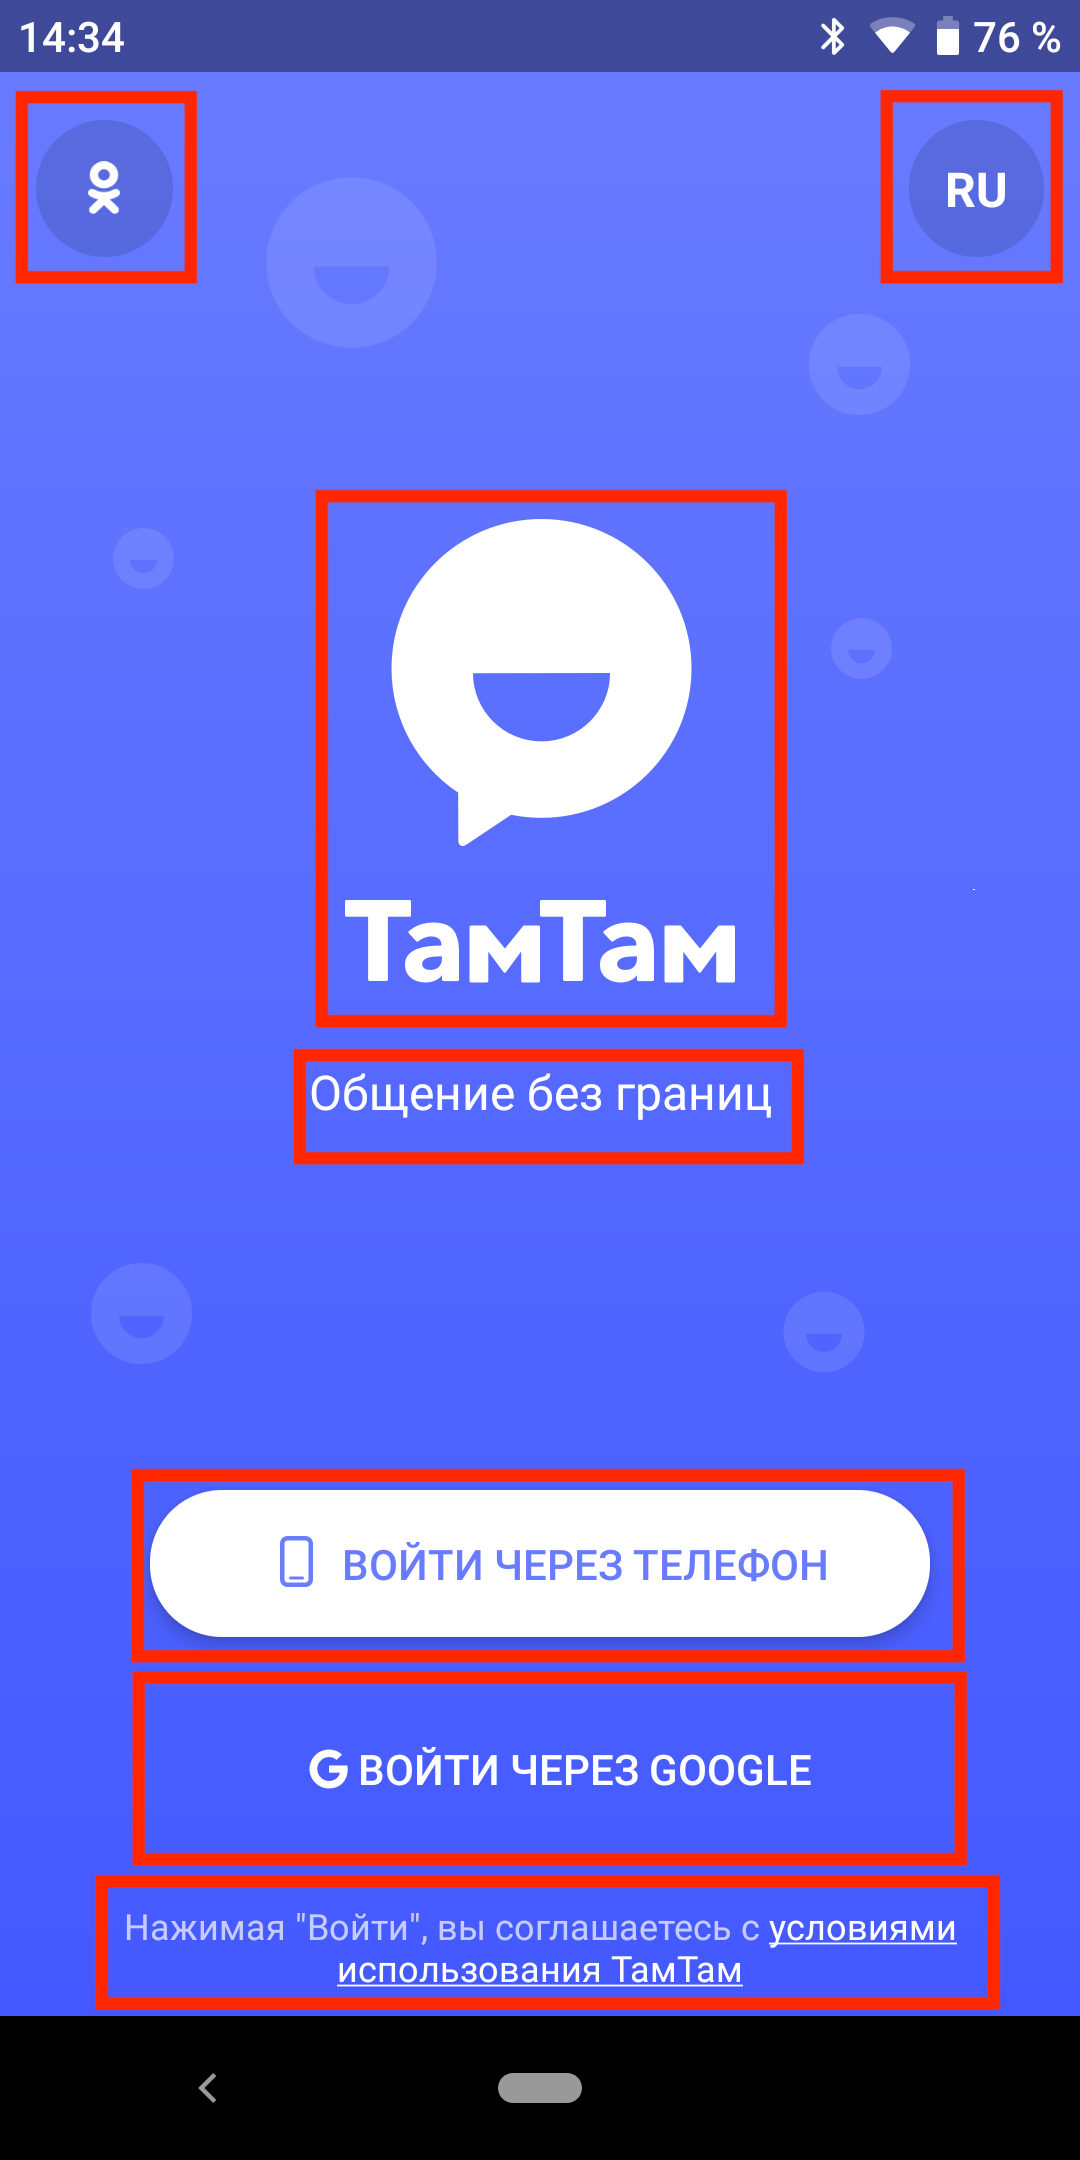 14:34
76 %
RU
ТамТам
Общение без границ
ВОЙТИ ЧЕРЕЗ ТЕЛЕФОН
ВОЙТИ ЧЕРЕЗ GOOGLE
Нажимая "Войти", вы соглашаетесь с условиями
использования ТамТам